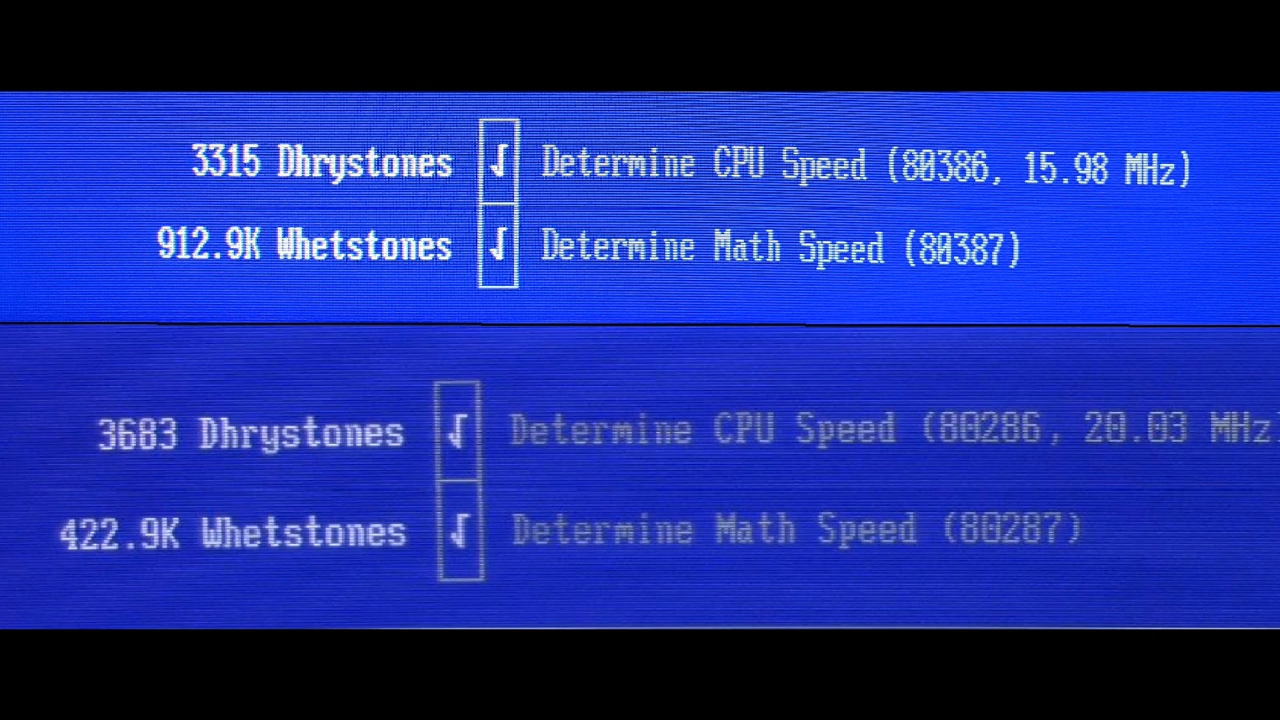 3315 Dhrystones √ Determine CPU Speed (80386, 15.98 MHz)
912.9K Whetstones √ Determine Math Speed (80387)
3683 Dhrystones √ Determine CPU Speed (80286, 20.03 MHz
422.9K Whetstones √ Determine Math Speed (80287)